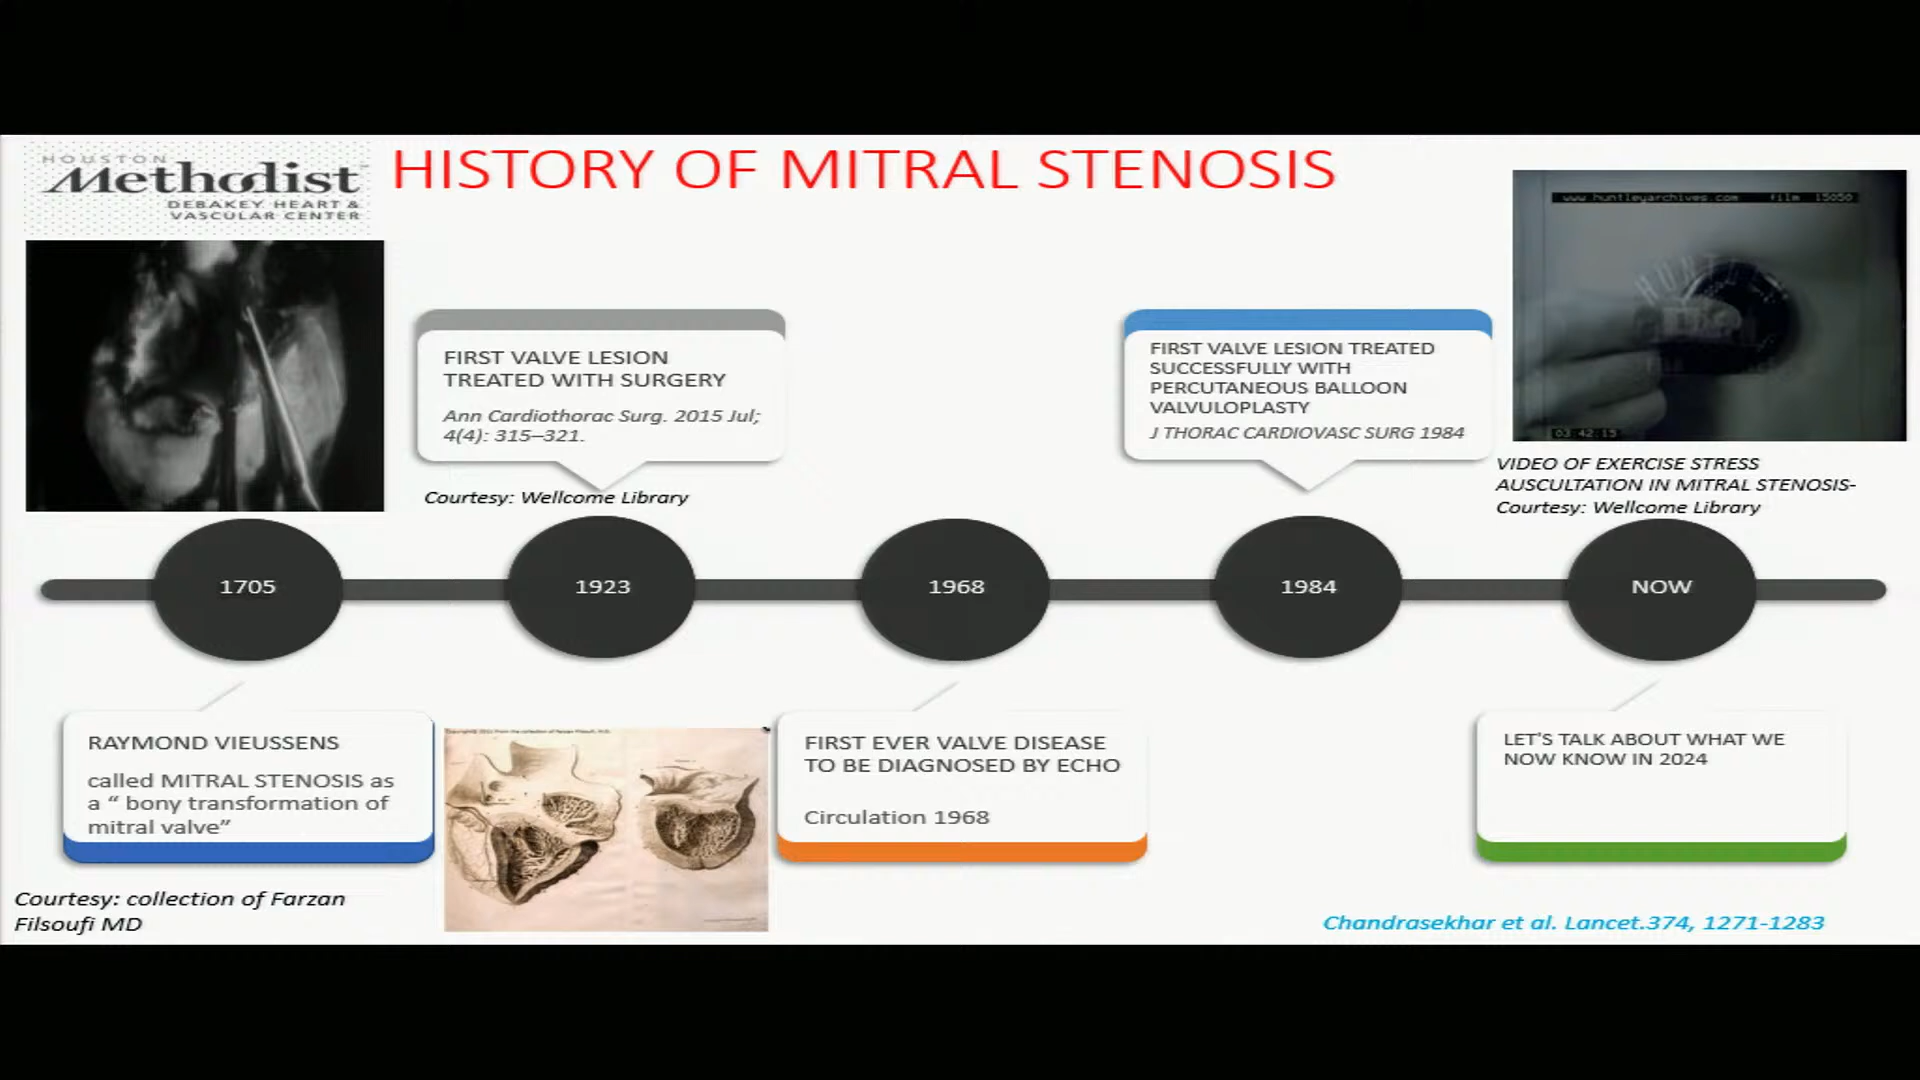 HOUSTON
Methodist
DEBAKEY HEART &
VASCULAR CENTER
HISTORY OF MITRAL STENOSIS
www.huntleyarchives.com film 15050
FIRST VALVE LESION
TREATED WITH SURGERY
Ann Cardiothorac Surg. 2015 Jul;
4(4): 315–321.
Courtesy: Wellcome Library
FIRST VALVE LESION TREATED
SUCCESSFULLY WITH
PERCUTANEOUS BALLOON
VALVULOPLASTY
J THORAC CARDIOVASC SURG 1984
VIDEO OF EXERCISE STRESS
AUSCULTATION IN MITRAL STENOSIS-
Courtesy: Wellcome Library
1705
1923
1968
1984
NOW
RAYMOND VIEUSSENS
called MITRAL STENOSIS as
a “ bony transformation of
mitral valve”
FIRST EVER VALVE DISEASE
TO BE DIAGNOSED BY ECHO
Circulation 1968
LET'S TALK ABOUT WHAT WE
NOW KNOW IN 2024
Courtesy: collection of Farzan
Filsoufi MD
Chandrasekhar et al. Lancet.374, 1271-1283